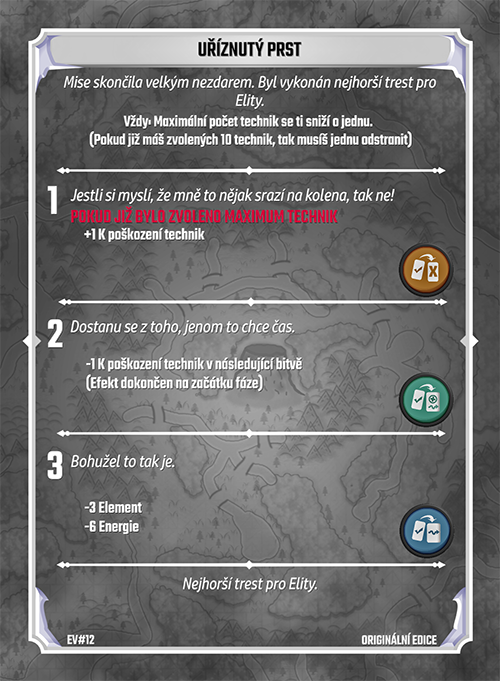 UŘÍZNUTÝ PRST
Mise skončila velkým nezdarem. Byl vykonán nejhorší trest pro
Elity.
Vždy: Maximální počet technik se ti sníží o jednu.
(Pokud již máš zvolených 10 technik, tak musíš jednu odstranit)
1
Jestli si myslí, že mně to nějak srazí na kolena, tak ne!
POKUD JIŽ BYLO ZVOLENO MAXIMUM TECHNIK
+1 K poškození technik
2
Dostanu se z toho, jenom to chce čas.
-1 K poškození technik v následující bitvě
(Efekt dokončen na začátku fáze)
3
Bohužel to tak je.
-3 Element
-6 Energie
Nejhorší trest pro Elity.
EV#12
ORIGINÁLNÍ EDICE